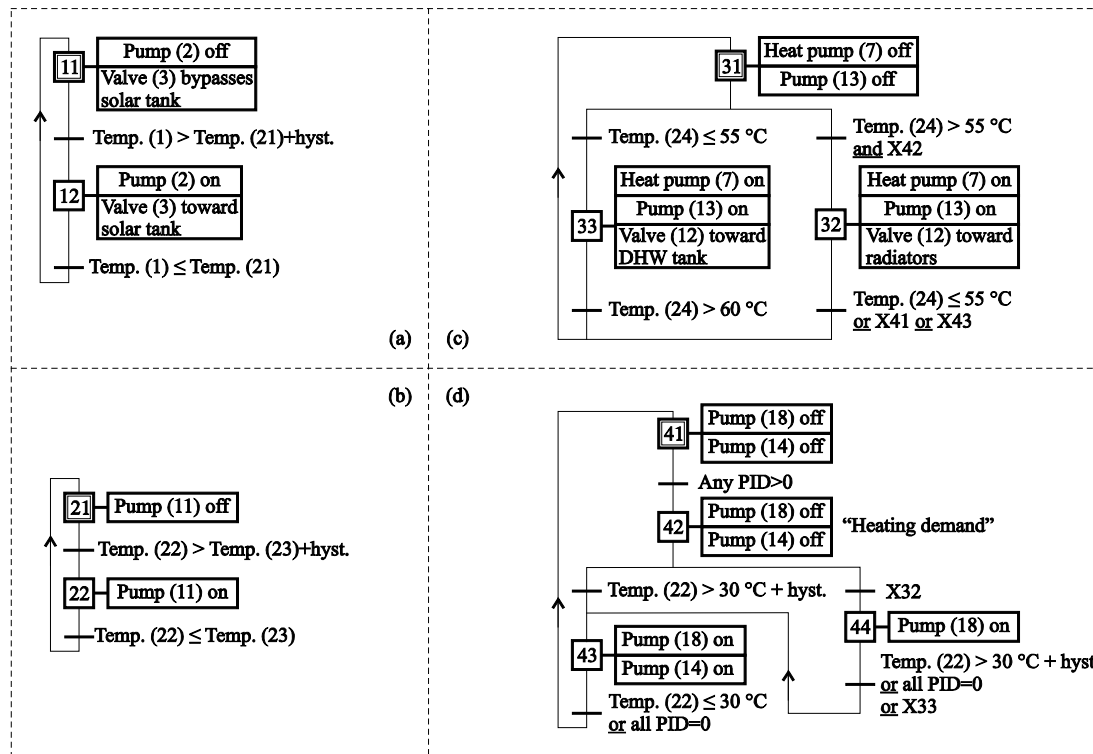 11
Pump (2) off
Valve (3) bypasses
solar tank
Temp. (1) > Temp. (21)+hyst.
12
Pump (2) on
Valve (3) toward
solar tank
Temp. (1) ≤ Temp. (21)
(a)
(c)
31
Heat pump (7) off
Pump (13) off
Temp. (24) ≤ 55 °C
Temp. (24) > 55 °C
and X42
33
Heat pump (7) on
Pump (13) on
Valve (12) toward
DHW tank
32
Heat pump (7) on
Pump (13) on
Valve (12) toward
radiators
Temp. (24) > 60 °C
Temp. (24) ≤ 55 °C
or X41 or X43
(b)
21
Pump (11) off
Temp. (22) > Temp. (23)+hyst.
22
Pump (11) on
Temp. (22) ≤ Temp. (23)
(d)
41
Pump (18) off
Pump (14) off
Any PID>0
42
Pump (18) off
Pump (14) off
“Heating demand”
Temp. (22) > 30 °C + hyst.
X32
43
Pump (18) on
Pump (14) on
44
Pump (18) on
Temp. (22) ≤ 30 °C
or all PID=0
Temp. (22) > 30 °C + hyst
or all PID=0
or X33